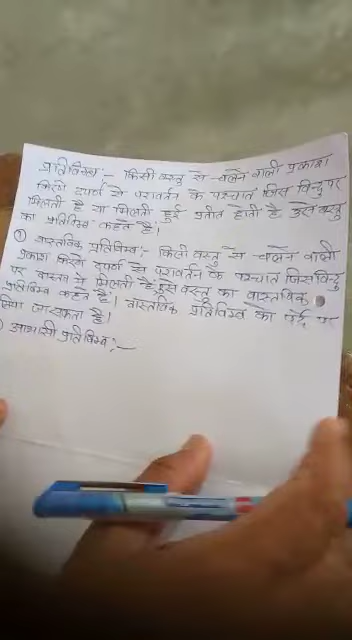 प्रतिबिम्ब :- किसी वस्तु से चलने वाली प्रकाश
किसी दर्पण से परावर्तन के पश्चात जिस बिन्दु पर
मिलती है या मिलती हुई प्रतीत होती है उसे वस्तु
का प्रतिबिम्ब कहते है।
① वास्तविक प्रतिबिम्ब :- किसी वस्तु से चलने वाली
प्रकाश किसी दर्पण से परावर्तन के पश्चात जिस बिन्दु
पर वास्तव में मिलती है उस वस्तु का वास्तविक
प्रतिबिम्ब कहते है। वास्तविक प्रतिबिम्ब का पर्दे पर
लिया जा सकता है।
आभासी प्रतिबिम्ब :-